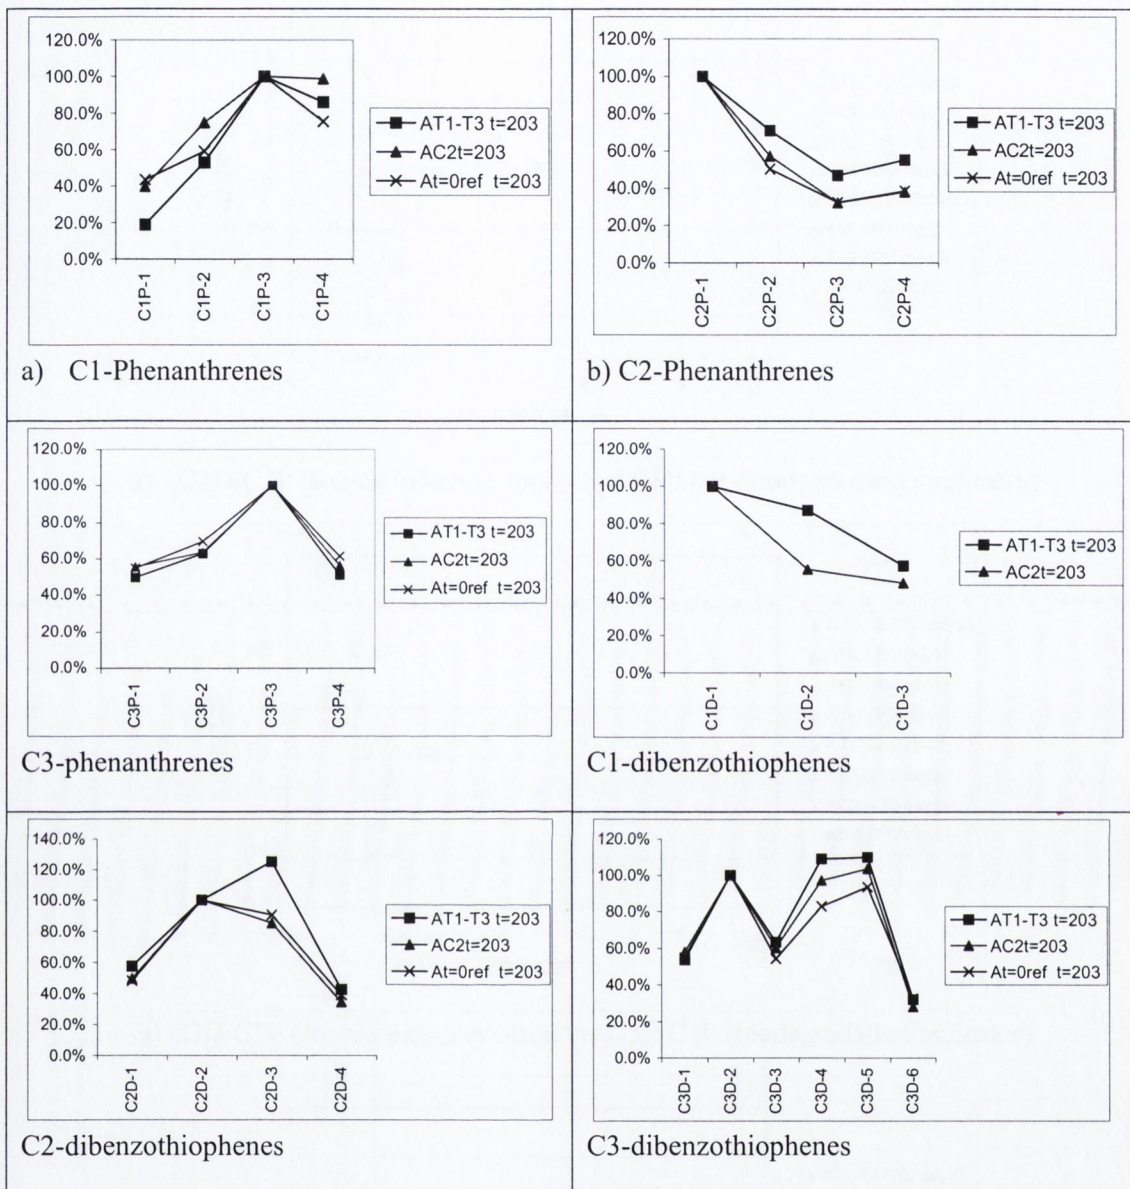 120.0%
100.0%
80.0%
60.0%
40.0%
20.0%
0.0%
C1P-1
C1P-2
C1P-3
C1P-4
AT1-T3 t=203
AC2t=203
At=0ref t=203
a) C1-Phenanthrenes
120.0%
100.0%
80.0%
60.0%
40.0%
20.0%
0.0%
C2P-1
C2P-2
C2P-3
C2P-4
AT1-T3 t=203
AC2t=203
At=0ref t=203
b) C2-Phenanthrenes
120.0%
100.0%
80.0%
60.0%
40.0%
20.0%
0.0%
C3P-1
C3P-2
C3P-3
C3P-4
AT1-T3 t=203
AC2t=203
At=0ref t=203
C3-phenanthrenes
120.0%
100.0%
80.0%
60.0%
40.0%
20.0%
0.0%
C1D-1
C1D-2
C1D-3
AT1-T3 t=203
AC2t=203
C1-dibenzothiophenes
140.0%
120.0%
100.0%
80.0%
60.0%
40.0%
20.0%
0.0%
C2D-1
C2D-2
C2D-3
C2D-4
AT1-T3 t=203
AC2t=203
At=0ref t=203
C2-dibenzothiophenes
120.0%
100.0%
80.0%
60.0%
40.0%
20.0%
0.0%
C3D-1
C3D-2
C3D-3
C3D-4
C3D-5
C3D-6
AT1-T3 t=203
AC2t=203
At=0ref t=203
C3-dibenzothiophenes